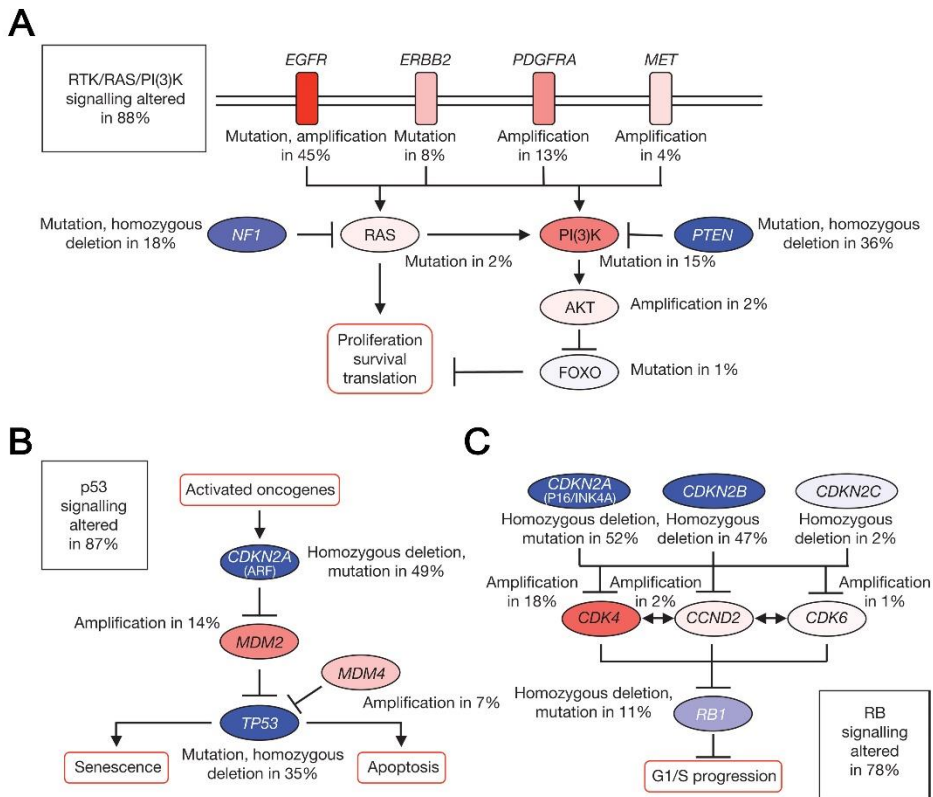 A
RTK/RAS/PI(3)K
signalling altered
in 88%
EGFR
ERBB2
PDGFRA
MET
Mutation, amplification
in 45%
Mutation
in 8%
Amplification
in 13%
Amplification
in 4%
Mutation, homozygous
deletion in 18%
NF1
RAS
Mutation in 2%
PI(3)K
Mutation in 15%
PTEN
Mutation, homozygous
deletion in 36%
AKT
Amplification in 2%
Proliferation
survival
translation
FOXO
Mutation in 1%
B
p53
signalling
altered
in 87%
Activated oncogenes
CDKN2A
(ARF)
Homozygous deletion,
mutation in 49%
Amplification in 14%
MDM2
MDM4
Amplification in 7%
TP53
Senescence
Mutation, homozygous
deletion in 35%
Apoptosis
C
CDKN2A
(P16/INK4A)
CDKN2B
CDKN2C
Homozygous deletion,
mutation in 52%
Homozygous
deletion in 47%
Homozygous
deletion in 2%
Amplification
in 18%
Amplification
in 2%
Amplification
in 1%
CDK4
CCND2
CDK6
Homozygous deletion,
mutation in 11%
RB1
G1/S progression
RB
signalling
altered
in 78%